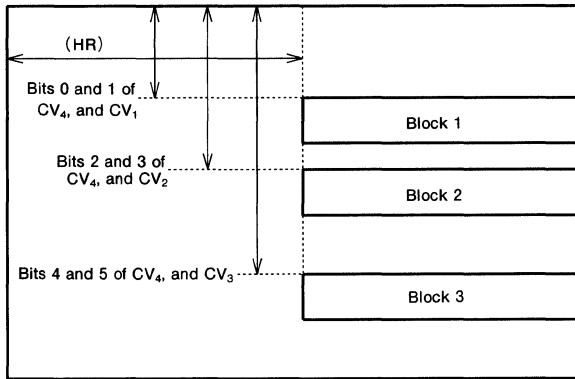 (HR)
Bits 0 and 1 of
CV₄, and CV₁
Block 1
Bits 2 and 3 of
CV₄, and CV₂
Block 2
Bits 4 and 5 of CV₄, and CV₃
Block 3